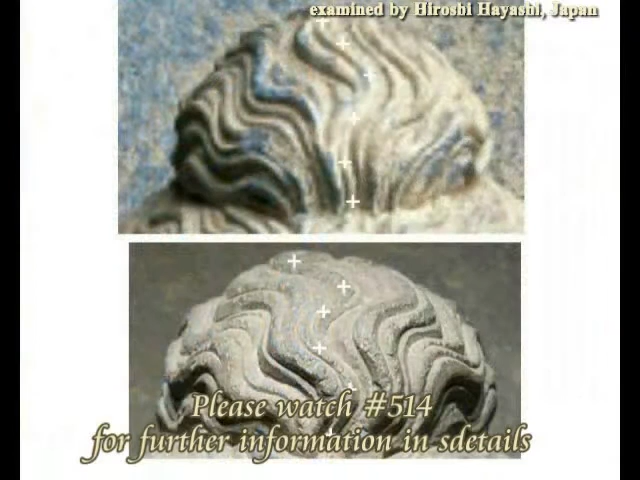 examined by Hiroshi Hayashi, Japan
Please watch #514
for further information in sdetails